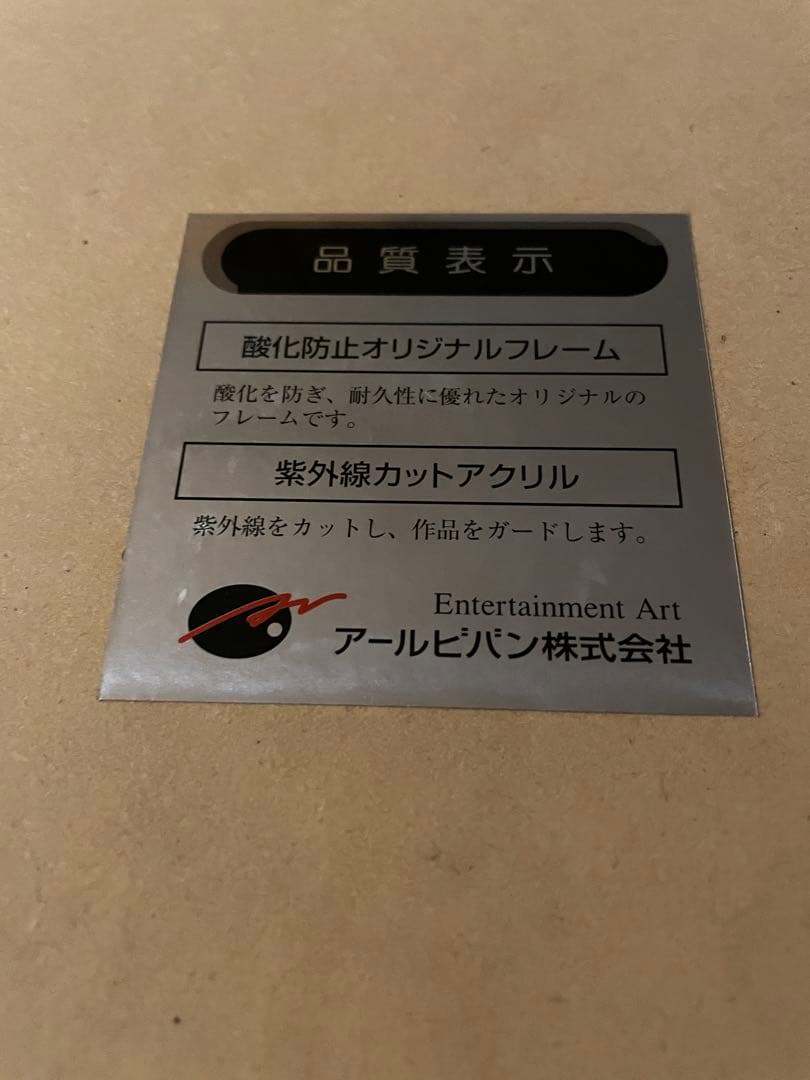 品質表示
酸化防止オリジナルフレーム
酸化を防ぎ、耐久性に優れたオリジナルの
フレームです。
紫外線カットアクリル
紫外線をカットし、作品をガードします。
Entertainment Art
アールビバン株式会社